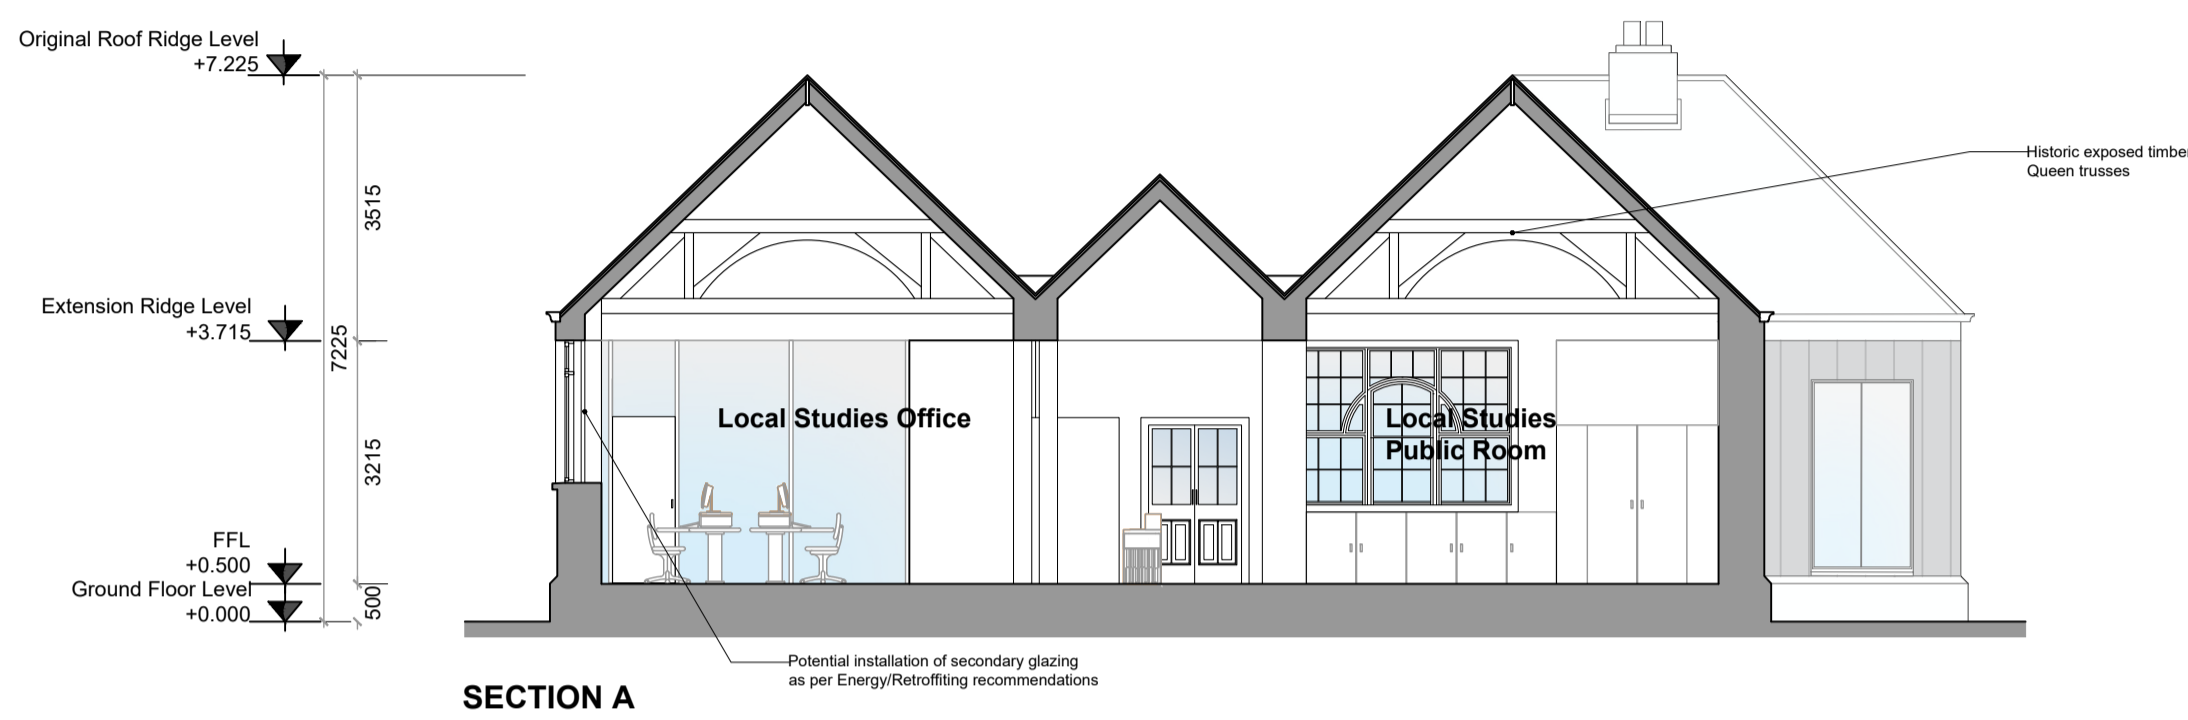 Original Roof Ridge Level
+7.225
3515
Historic exposed timbe
Queen trusses
Extension Ridge Level
+3.715
7225
Local Studies Office
Local Studies
Public Room
3215
FFL
+0.500
Ground Floor Level
+0.000
500
Potential installation of secondary glazing
as per Energy/Retroffiting recommendations
SECTION A